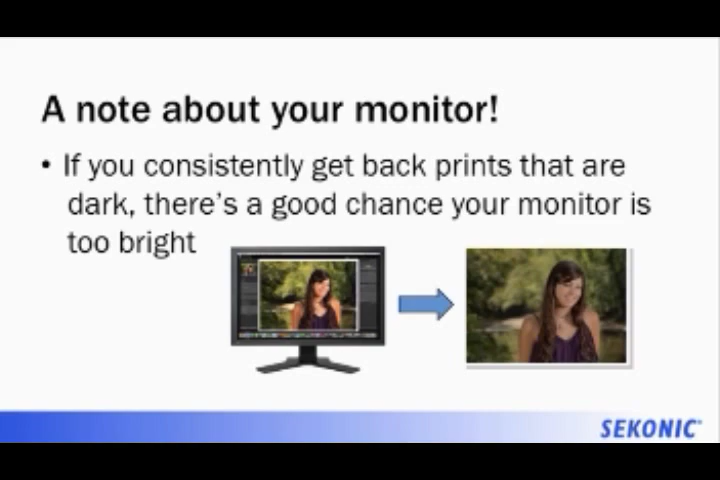 A note about your monitor!
• If you consistently get back prints that are
dark, there's a good chance your monitor is
too bright
SEKONIC